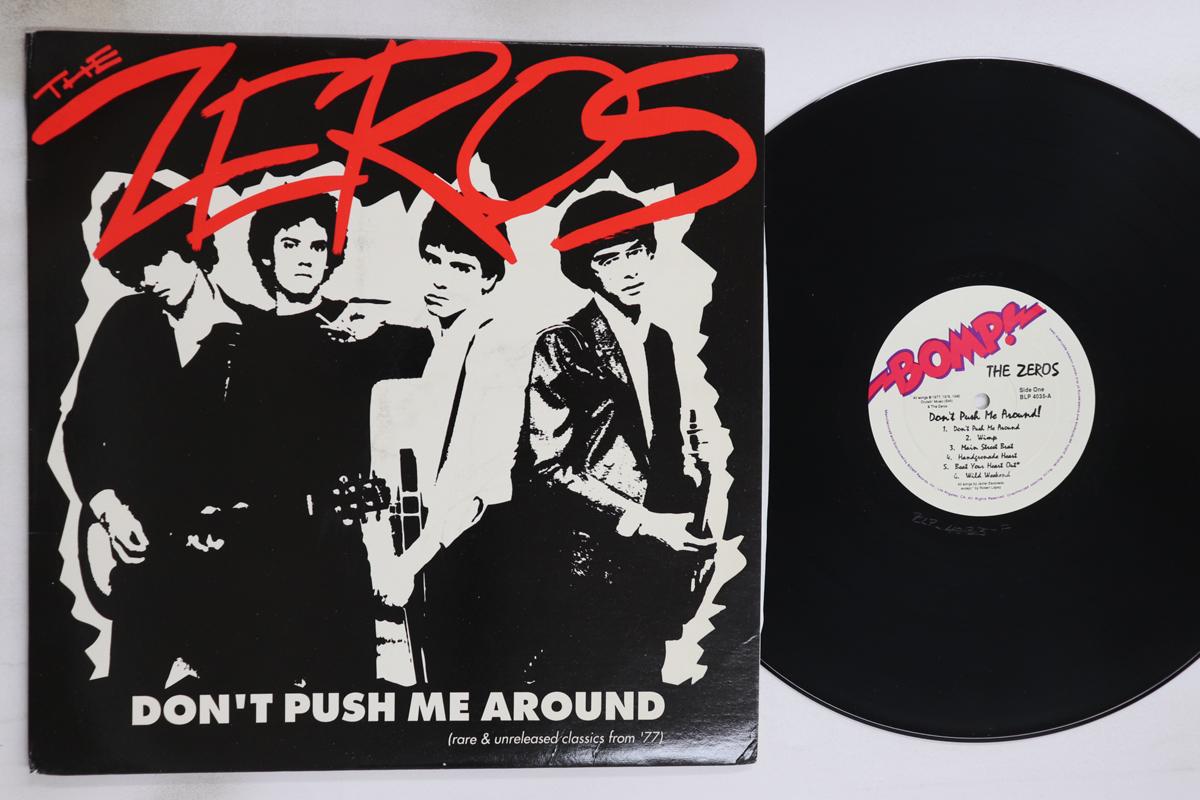 THE
ZEROS
DON'T PUSH ME AROUND
(rare & unreleased classics from '77)
BOMP!
THE ZEROS
Side One
BLP 4035-A
Don't Push Me Around!
1. Don't Push Me Around
2. Wimp
3. Main Street Brat
4. Handgrenade Heart
5. Beat Your Heart Out*
6. Wild Weekend